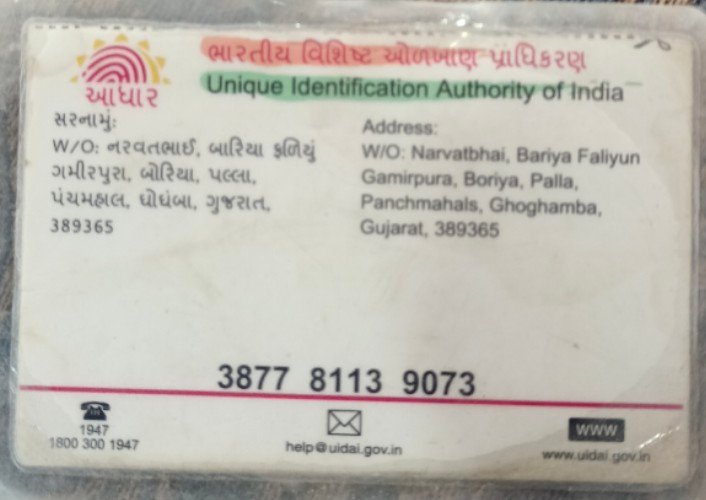 ભારતીય વિશિષ્ટ ઓળખાણ પ્રાધિકરણ
Unique Identification Authority of India
આધાર
સરનામું:
W/O: નરવતભાઈ, બારિયા ફળિયું
ગમીરપુરા, બોરિયા, પલ્લા,
પંચમહાલ, ઘોઘંબા, ગુજરાત,
389365
Address:
W/O: Narvatbhai, Bariya Faliyun
Gamirpura, Boriya, Palla,
Panchmahals, Ghoghamba,
Gujarat, 389365
3877 8113 9073
1947
1800 300 1947
help@uidai.gov.in
www
www.uidai.gov.in